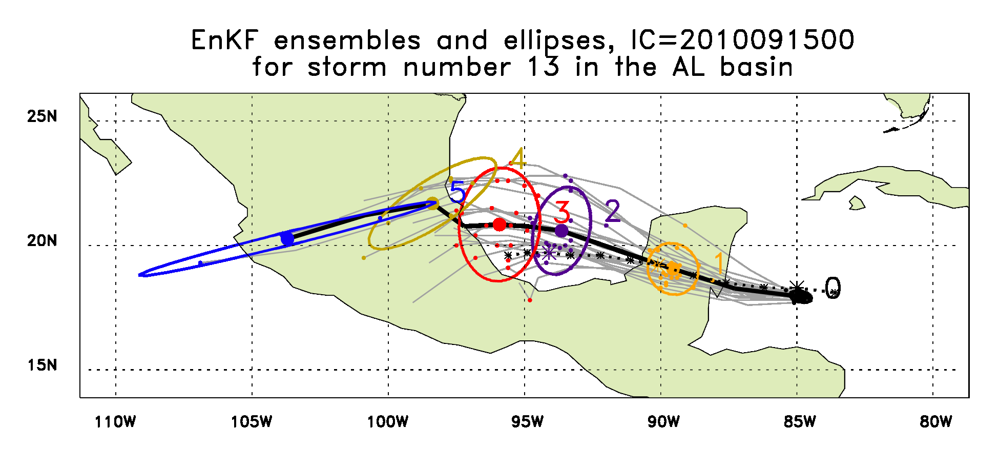 EnKF ensembles and ellipses, IC=2010091500
for storm number 13 in the AL basin
25N
20N
15N
4
5
3
2
1
0
110W
105W
100W
95W
90W
85W
80W